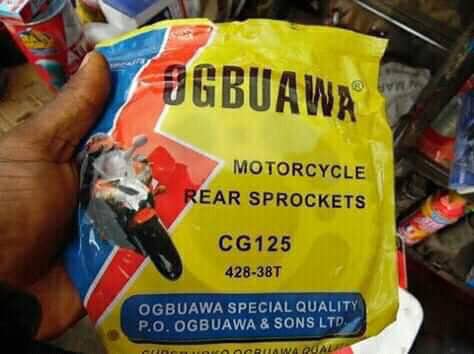 OGBUAWA®
MOTORCYCLE
REAR SPROCKETS
CG125
428-38T
OGBUAWA SPECIAL QUALITY
P.O. OGBUAWA & SONS LTD